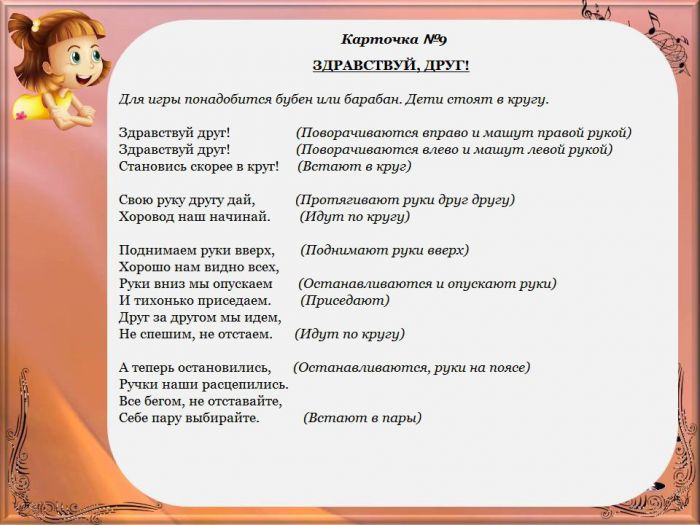 Карточка №9
ЗДРАВСТВУЙ, ДРУГ!
Для игры понадобится бубен или барабан. Дети стоят в кругу.
Здравствуй друг! (Поворачиваются вправо и машут правой рукой)
Здравствуй друг! (Поворачиваются влево и машут левой рукой)
Становись скорее в круг! (Встают в круг)
Свою руку другу дай, (Протягивают руки друг другу)
Хоровод наш начинай. (Идут по кругу)
Поднимаем руки вверх, (Поднимают руки вверх)
Хорошо нам видно всех,
Руки вниз мы опускаем (Останавливаются и опускают руки)
И тихонько приседаем. (Приседают)
Друг за другом мы идем,
Не спешим, не отстаем. (Идут по кругу)
А теперь остановились, (Останавливаются, руки на поясе)
Ручки наши расцепились.
Все бегом, не отставайте,
Себе пару выбирайте. (Встают в пары)